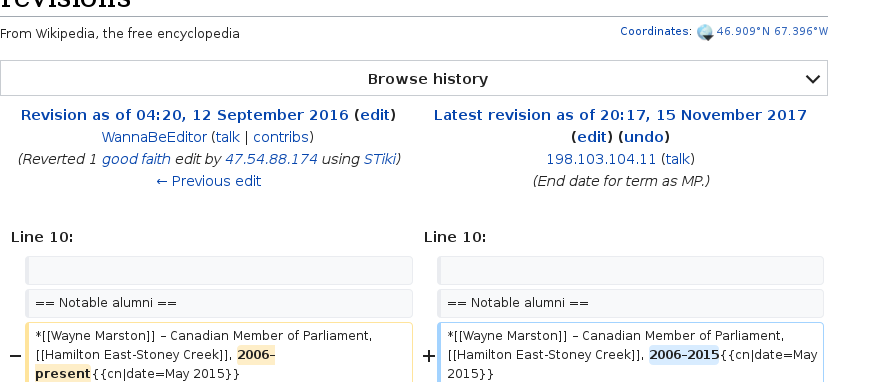 revisions
From Wikipedia, the free encyclopedia
Coordinates: 46.909°N 67.396°W
Browse history
Revision as of 04:20, 12 September 2016 (edit)
WannaBeEditor (talk | contribs)
(Reverted 1 good faith edit by 47.54.88.174 using STiki)
← Previous edit
Latest revision as of 20:17, 15 November 2017
(edit) (undo)
198.103.104.11 (talk)
(End date for term as MP.)
Line 10:
Line 10:
== Notable alumni ==
== Notable alumni ==
− *[[Wayne Marston]] – Canadian Member of Parliament,
[[Hamilton East-Stoney Creek]], 2006–
present{{cn|date=May 2015}}
+ *[[Wayne Marston]] – Canadian Member of Parliament,
[[Hamilton East-Stoney Creek]], 2006–2015{{cn|date=May
2015}}